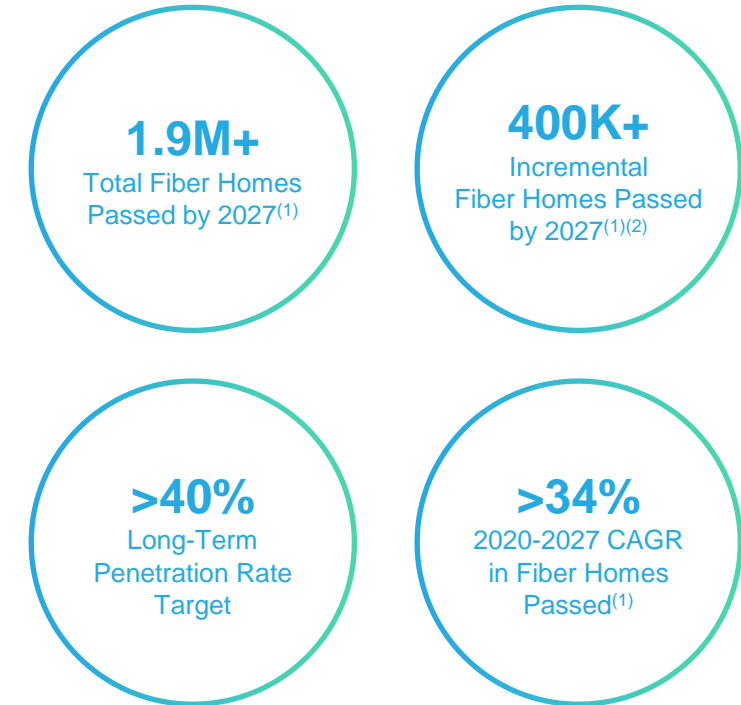 1.9M+
Total Fiber Homes
Passed by 2027(1)
400K+
Incremental
Fiber Homes Passed
by 2027(1)(2)
>40%
Long-Term
Penetration Rate
Target
>34%
2020-2027 CAGR
in Fiber Homes
Passed(1)